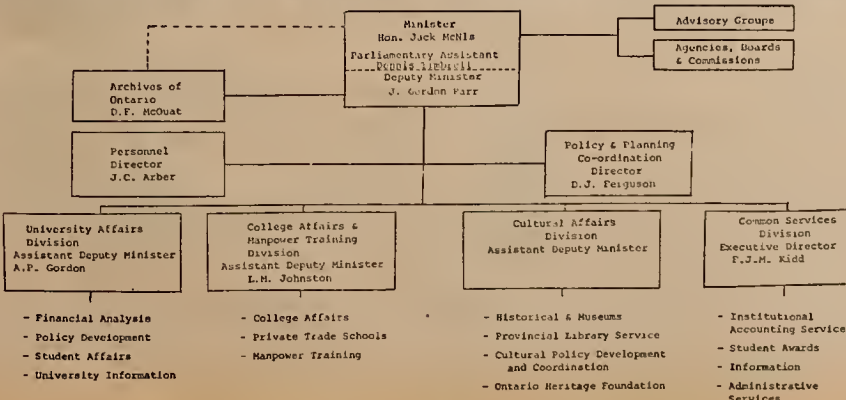 Minister
Hon. Jack McNie
Parliamentary Assistant
Dennis Timbrell
Deputy Minister
J. Gordon Parr
Advisory Groups
Agencies, Boards
& Commissions
Archives of
Ontario
D.F. McOuat
Personnel
Director
J.C. Arber
Policy & Planning
Co-ordination
Director
D.J. Ferguson
University Affairs
Division
Assistant Deputy Minister
A.P. Gordon
- Financial Analysis
- Policy Development
- Student Affairs
- University Information
College Affairs &
Manpower Training
Division
Assistant Deputy Minister
L.M. Johnston
- College Affairs
- Private Trade Schools
- Manpower Training
Cultural Affairs
Division
Assistant Deputy Minister
- Historical & Museums
- Provincial Library Service
- Cultural Policy Development
and Coordination
- Ontario Heritage Foundation
Common Services
Division
Executive Director
F.J.M. Kidd
- Institutional
Accounting Service
- Student Awards
- Information
- Administrative
Services